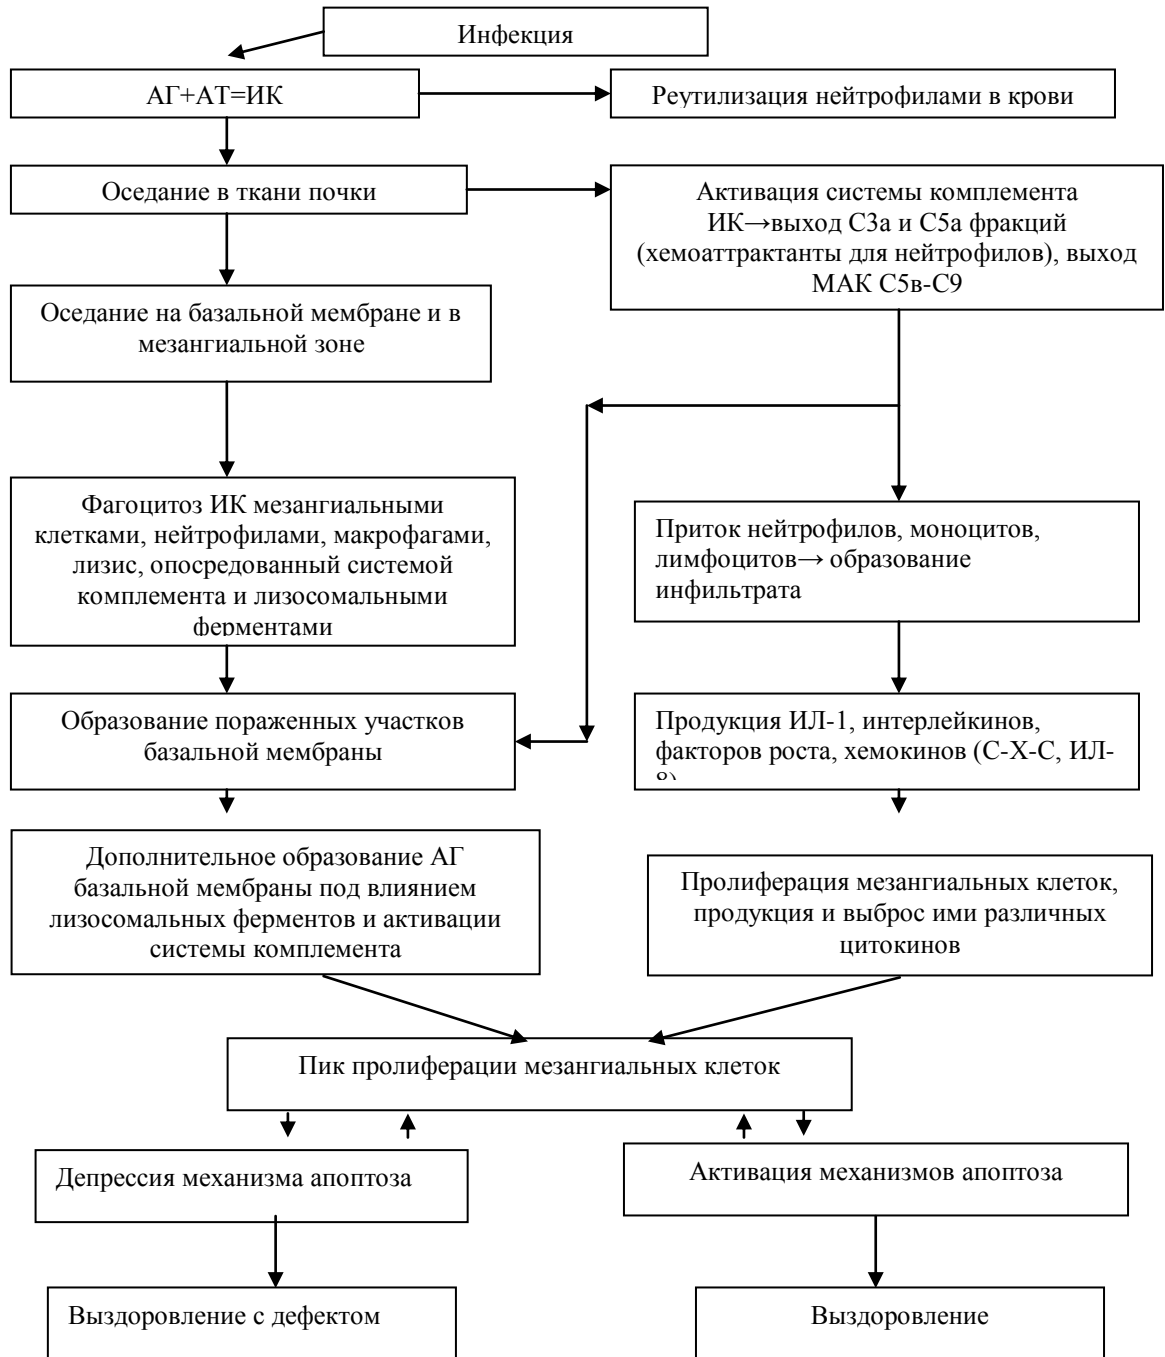 Инфекция
АГ+АТ=ИК
Реутилизация нейтрофилами в крови
Оседание в ткани почки
Активация системы комплемента
ИК→выход С3а и С5а фракций
(хемоаттрактанты для нейтрофилов), выход
МАК С5в-С9
Оседание на базальной мембране и в
мезангиальной зоне
Фагоцитоз ИК мезангиальными
клетками, нейтрофилами, макрофагами,
лизис, опосредованный системой
комплемента и лизосомальными
ферментами
Приток нейтрофилов, моноцитов,
лимфоцитов→ образование
инфильтрата
Образование пораженных участков
базальной мембраны
Продукция ИЛ-1, интерлейкинов,
факторов роста, хемокинов (С-Х-С, ИЛ-
8)
Дополнительное образование АГ
базальной мембраны под влиянием
лизосомальных ферментов и активации
системы комплемента
Пролиферация мезангиальных клеток,
продукция и выброс ими различных
цитокинов
Пик пролиферации мезангиальных клеток
Депрессия механизма апоптоза
Активация механизмов апоптоза
Выздоровление с дефектом
Выздоровление